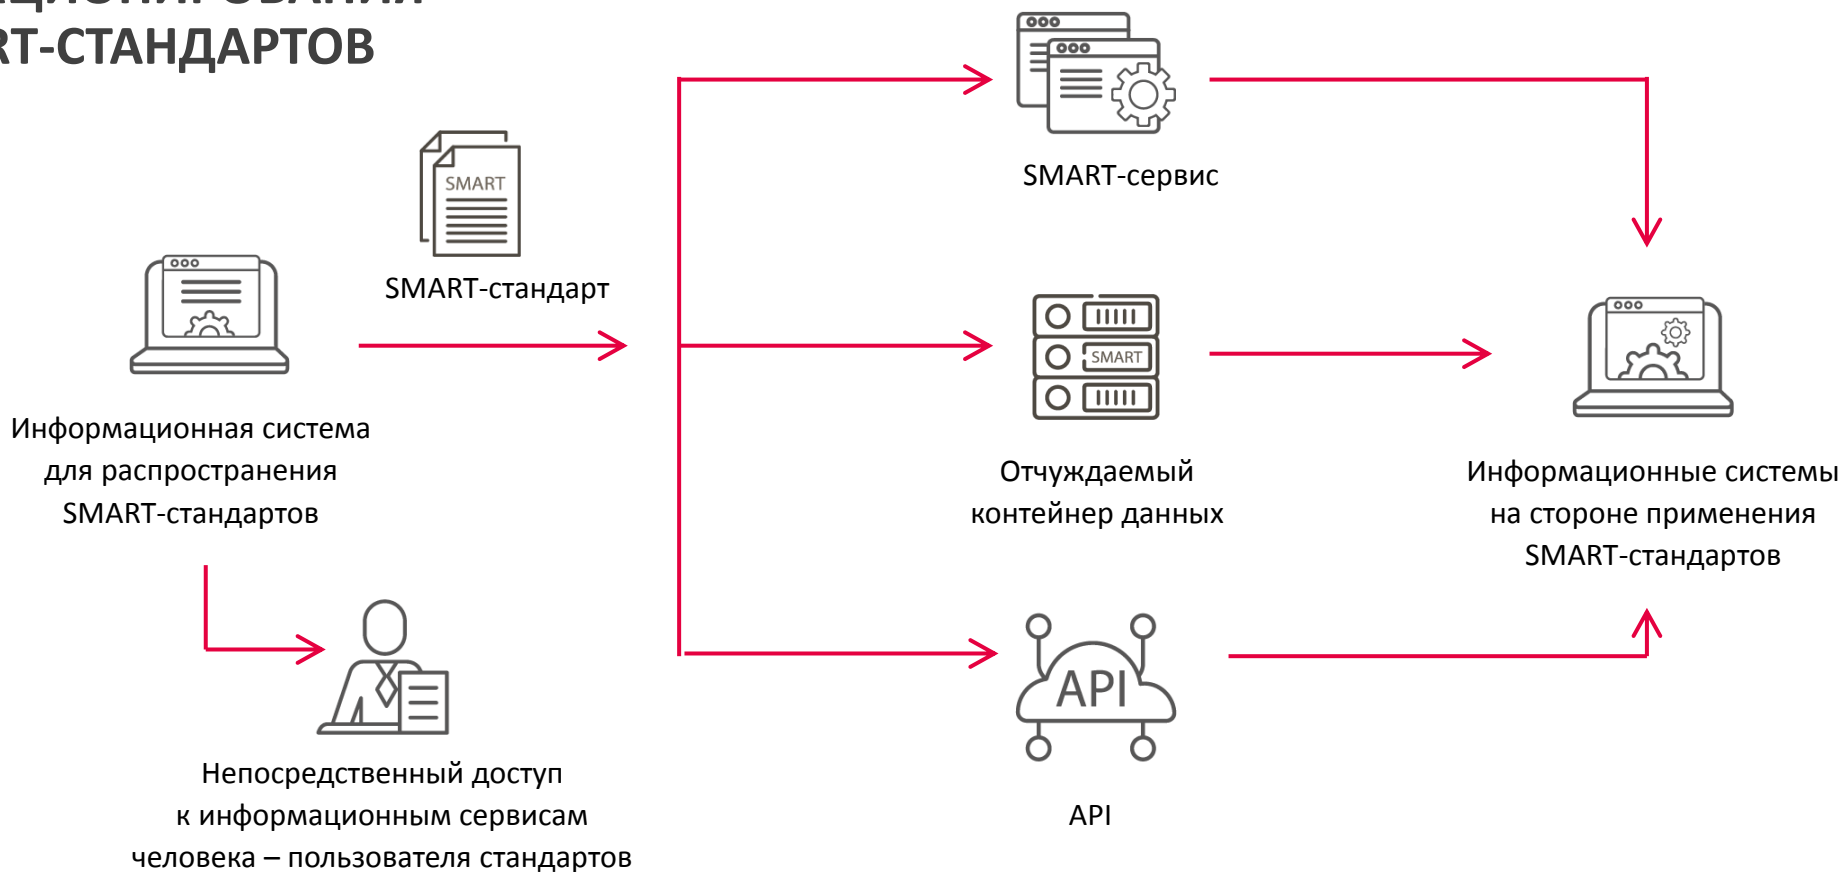 RT-СТАНДАРТОВ
SMART
SMART-стандарт
SMART-сервис
Информационная система
для распространения
SMART-стандартов
SMART
Отчуждаемый
контейнер данных
Информационные системы
на стороне применения
SMART-стандартов
Непосредственный доступ
к информационным сервисам
человека – пользователя стандартов
API
API